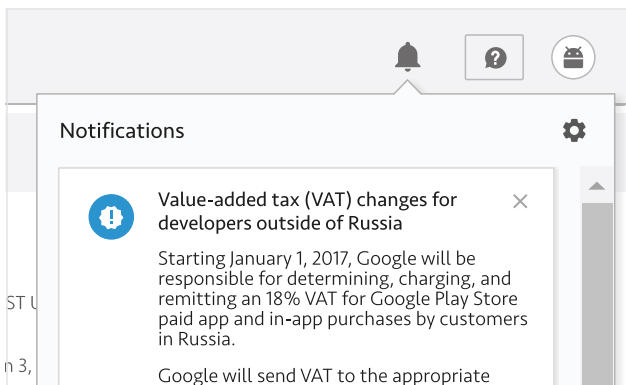 Notifications
Value-added tax (VAT) changes for
developers outside of Russia
Starting January 1, 2017, Google will be
responsible for determining, charging, and
remitting an 18% VAT for Google Play Store
paid app and in-app purchases by customers
in Russia.
ST U
n 3,
Google will send VAT to the appropriate